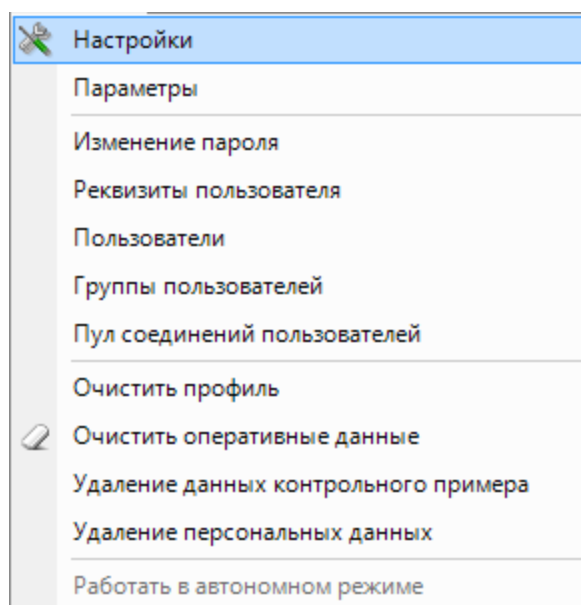 Настройки
Параметры
Изменение пароля
Реквизиты пользователя
Пользователи
Группы пользователей
Пул соединений пользователей
Очистить профиль
Очистить оперативные данные
Удаление данных контрольного примера
Удаление персональных данных
Работать в автономном режиме